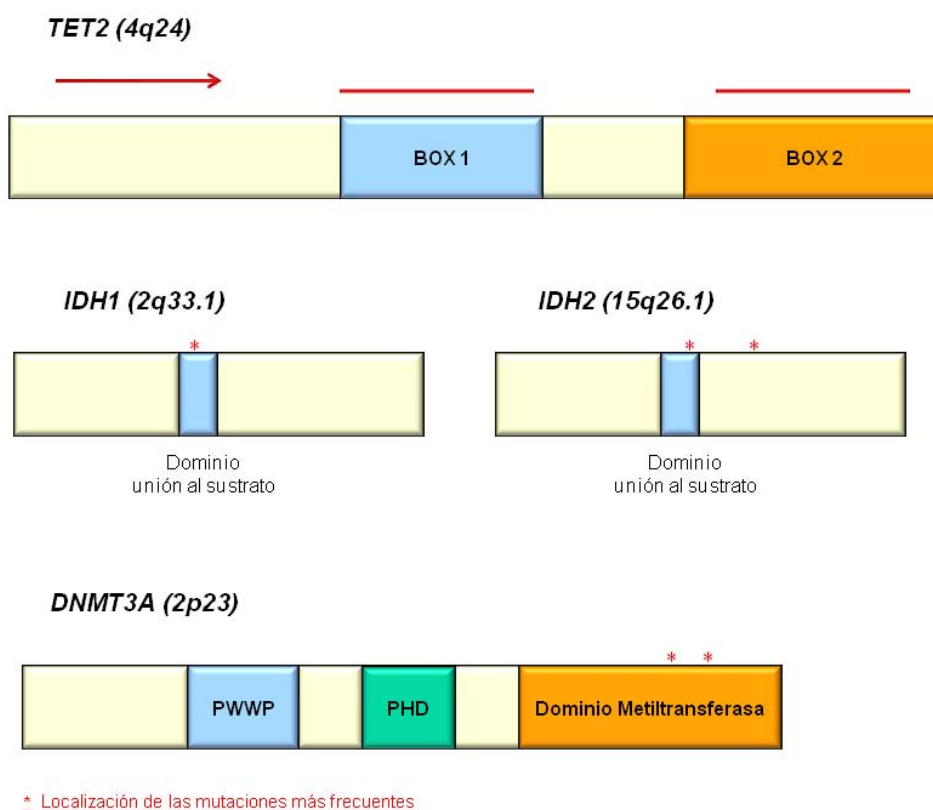 TET2 (4q24)
BOX 1
BOX 2
IDH1 (2q33.1)
IDH2 (15q26.1)
*
* *
Dominio
unión al sustrato
Dominio
unión al sustrato
DNMT3A (2p23)
* *
PWWP
PHD
Dominio Metiltransferasa
* Localización de las mutaciones más frecuentes